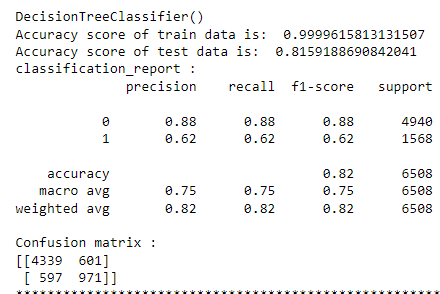 DecisionTreeClassifier()
Accuracy score of train data is:  0.9999615813131507
Accuracy score of test data is:  0.8159188690842041
classification_report :
              precision    recall  f1-score   support

           0       0.88      0.88      0.88      4940
           1       0.62      0.62      0.62      1568

    accuracy                           0.82      6508
   macro avg       0.75      0.75      0.75      6508
weighted avg       0.82      0.82      0.82      6508

Confusion matrix :
[[4339  601]
 [ 597  971]]
******************************************************